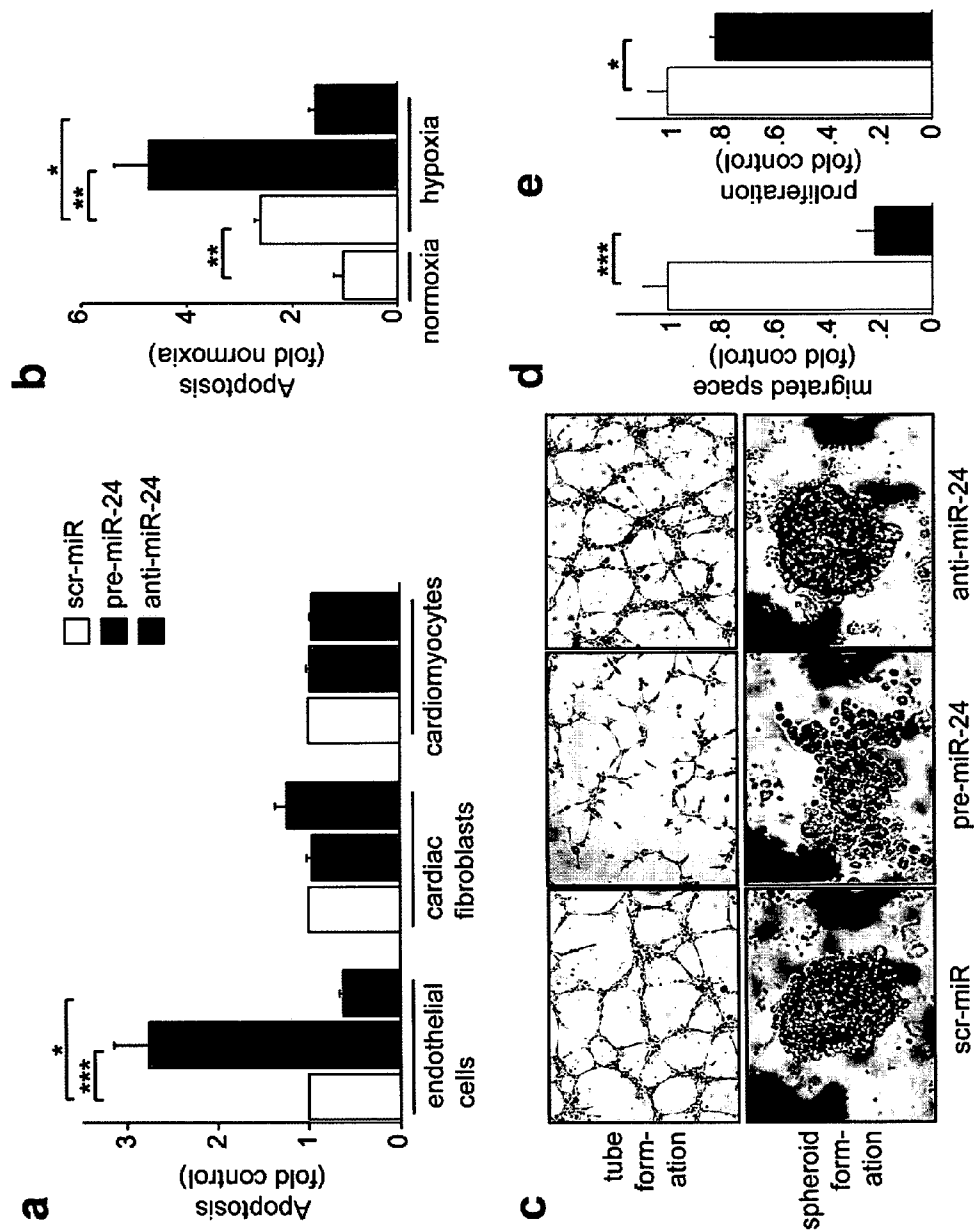 a
Apoptosis
(fold control)
3
2
1
0
***
*
endothelial
cells
cardiac
fibroblasts
cardiomyocytes
scr-miR
pre-miR-24
anti-miR-24
b
Apoptosis
(fold normoxia)
6
4
2
0
**
**
*
normoxia
hypoxia
c
tube
form-
ation
spheroid
form-
ation
scr-miR
pre-miR-24
anti-miR-24
d
migrated space
(fold control)
1
.8
.6
.4
.2
0
***
e
proliferation
(fold control)
1
.8
.6
.4
.2
0
*